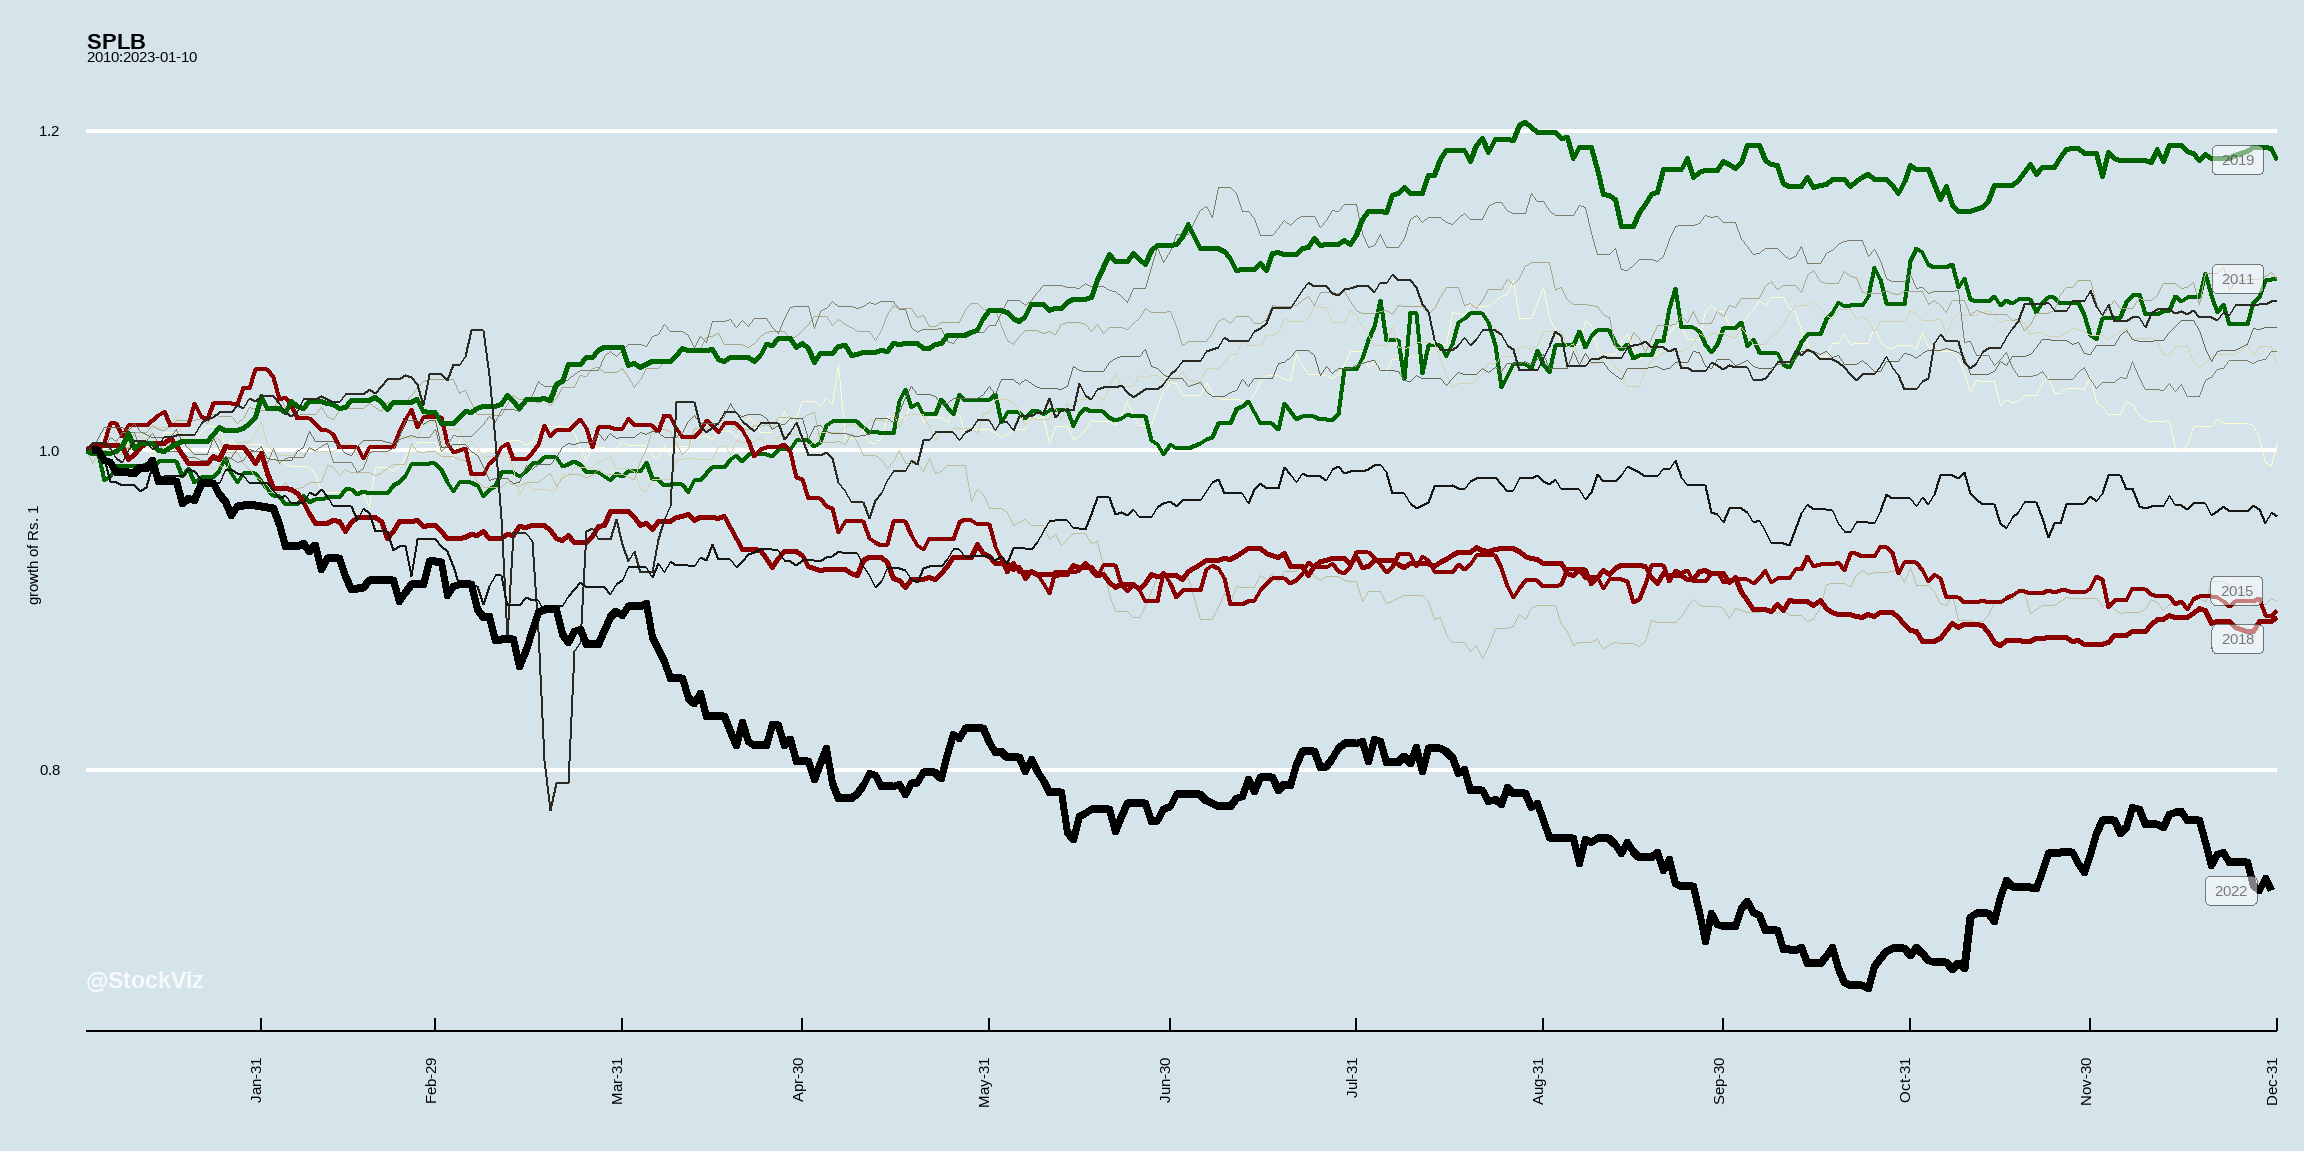 SPLB
2010:2023-01-10
1.2
1.0
0.8
growth of Rs. 1
2019
2011
2015
2018
2022
@StockViz
Jan-31
Feb-29
Mar-31
Apr-30
May-31
Jun-30
Jul-31
Aug-31
Sep-30
Oct-31
Nov-30
Dec-31